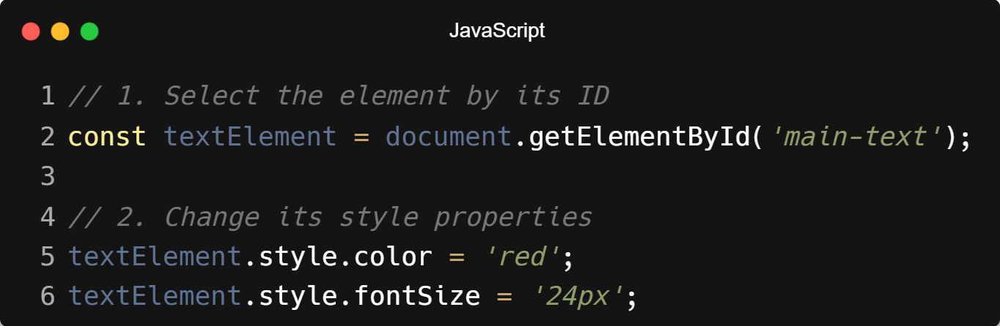 JavaScript
1 // 1. Select the element by its ID
2 const textElement = document.getElementById('main-text');
3
4 // 2. Change its style properties
5 textElement.style.color = 'red';
6 textElement.style.fontSize = '24px';